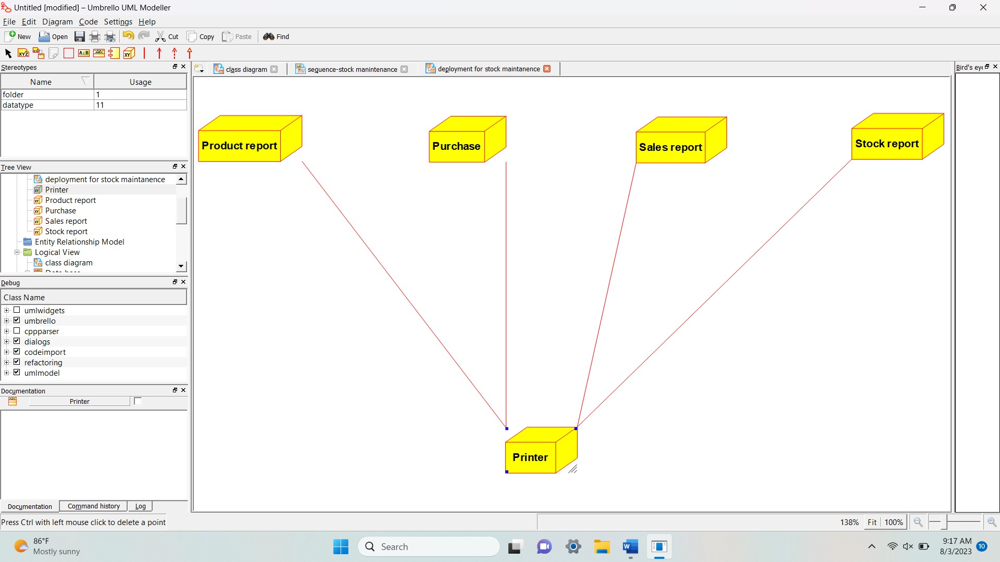 Untitled [modified] – Umbrello UML Modeller
File Edit Diagram Code Settings Help
New Open Cut Copy Paste Find
XYZ XYZ A:B ABC XY
Stereotypes
Name Usage
folder 1
datatype 11
Tree View
deployment for stock maintanence
Printer
Product report
Purchase
Sales report
Stock report
Entity Relationship Model
Logical View
class diagram
Debug
Class Name
umlwidgets
umbrello
cppparser
dialogs
codeimport
refactoring
umlmodel
Documentation
Printer
Documentation Command history Log
Press Ctrl with left mouse click to delete a point
class diagram sequence-stock manintenance deployment for stock maintanence
Product report
Purchase
Sales report
Stock report
Printer
Bird's eye
138% Fit 100%
86°F
Mostly sunny
Search
W
9:17 AM
8/3/2023
10